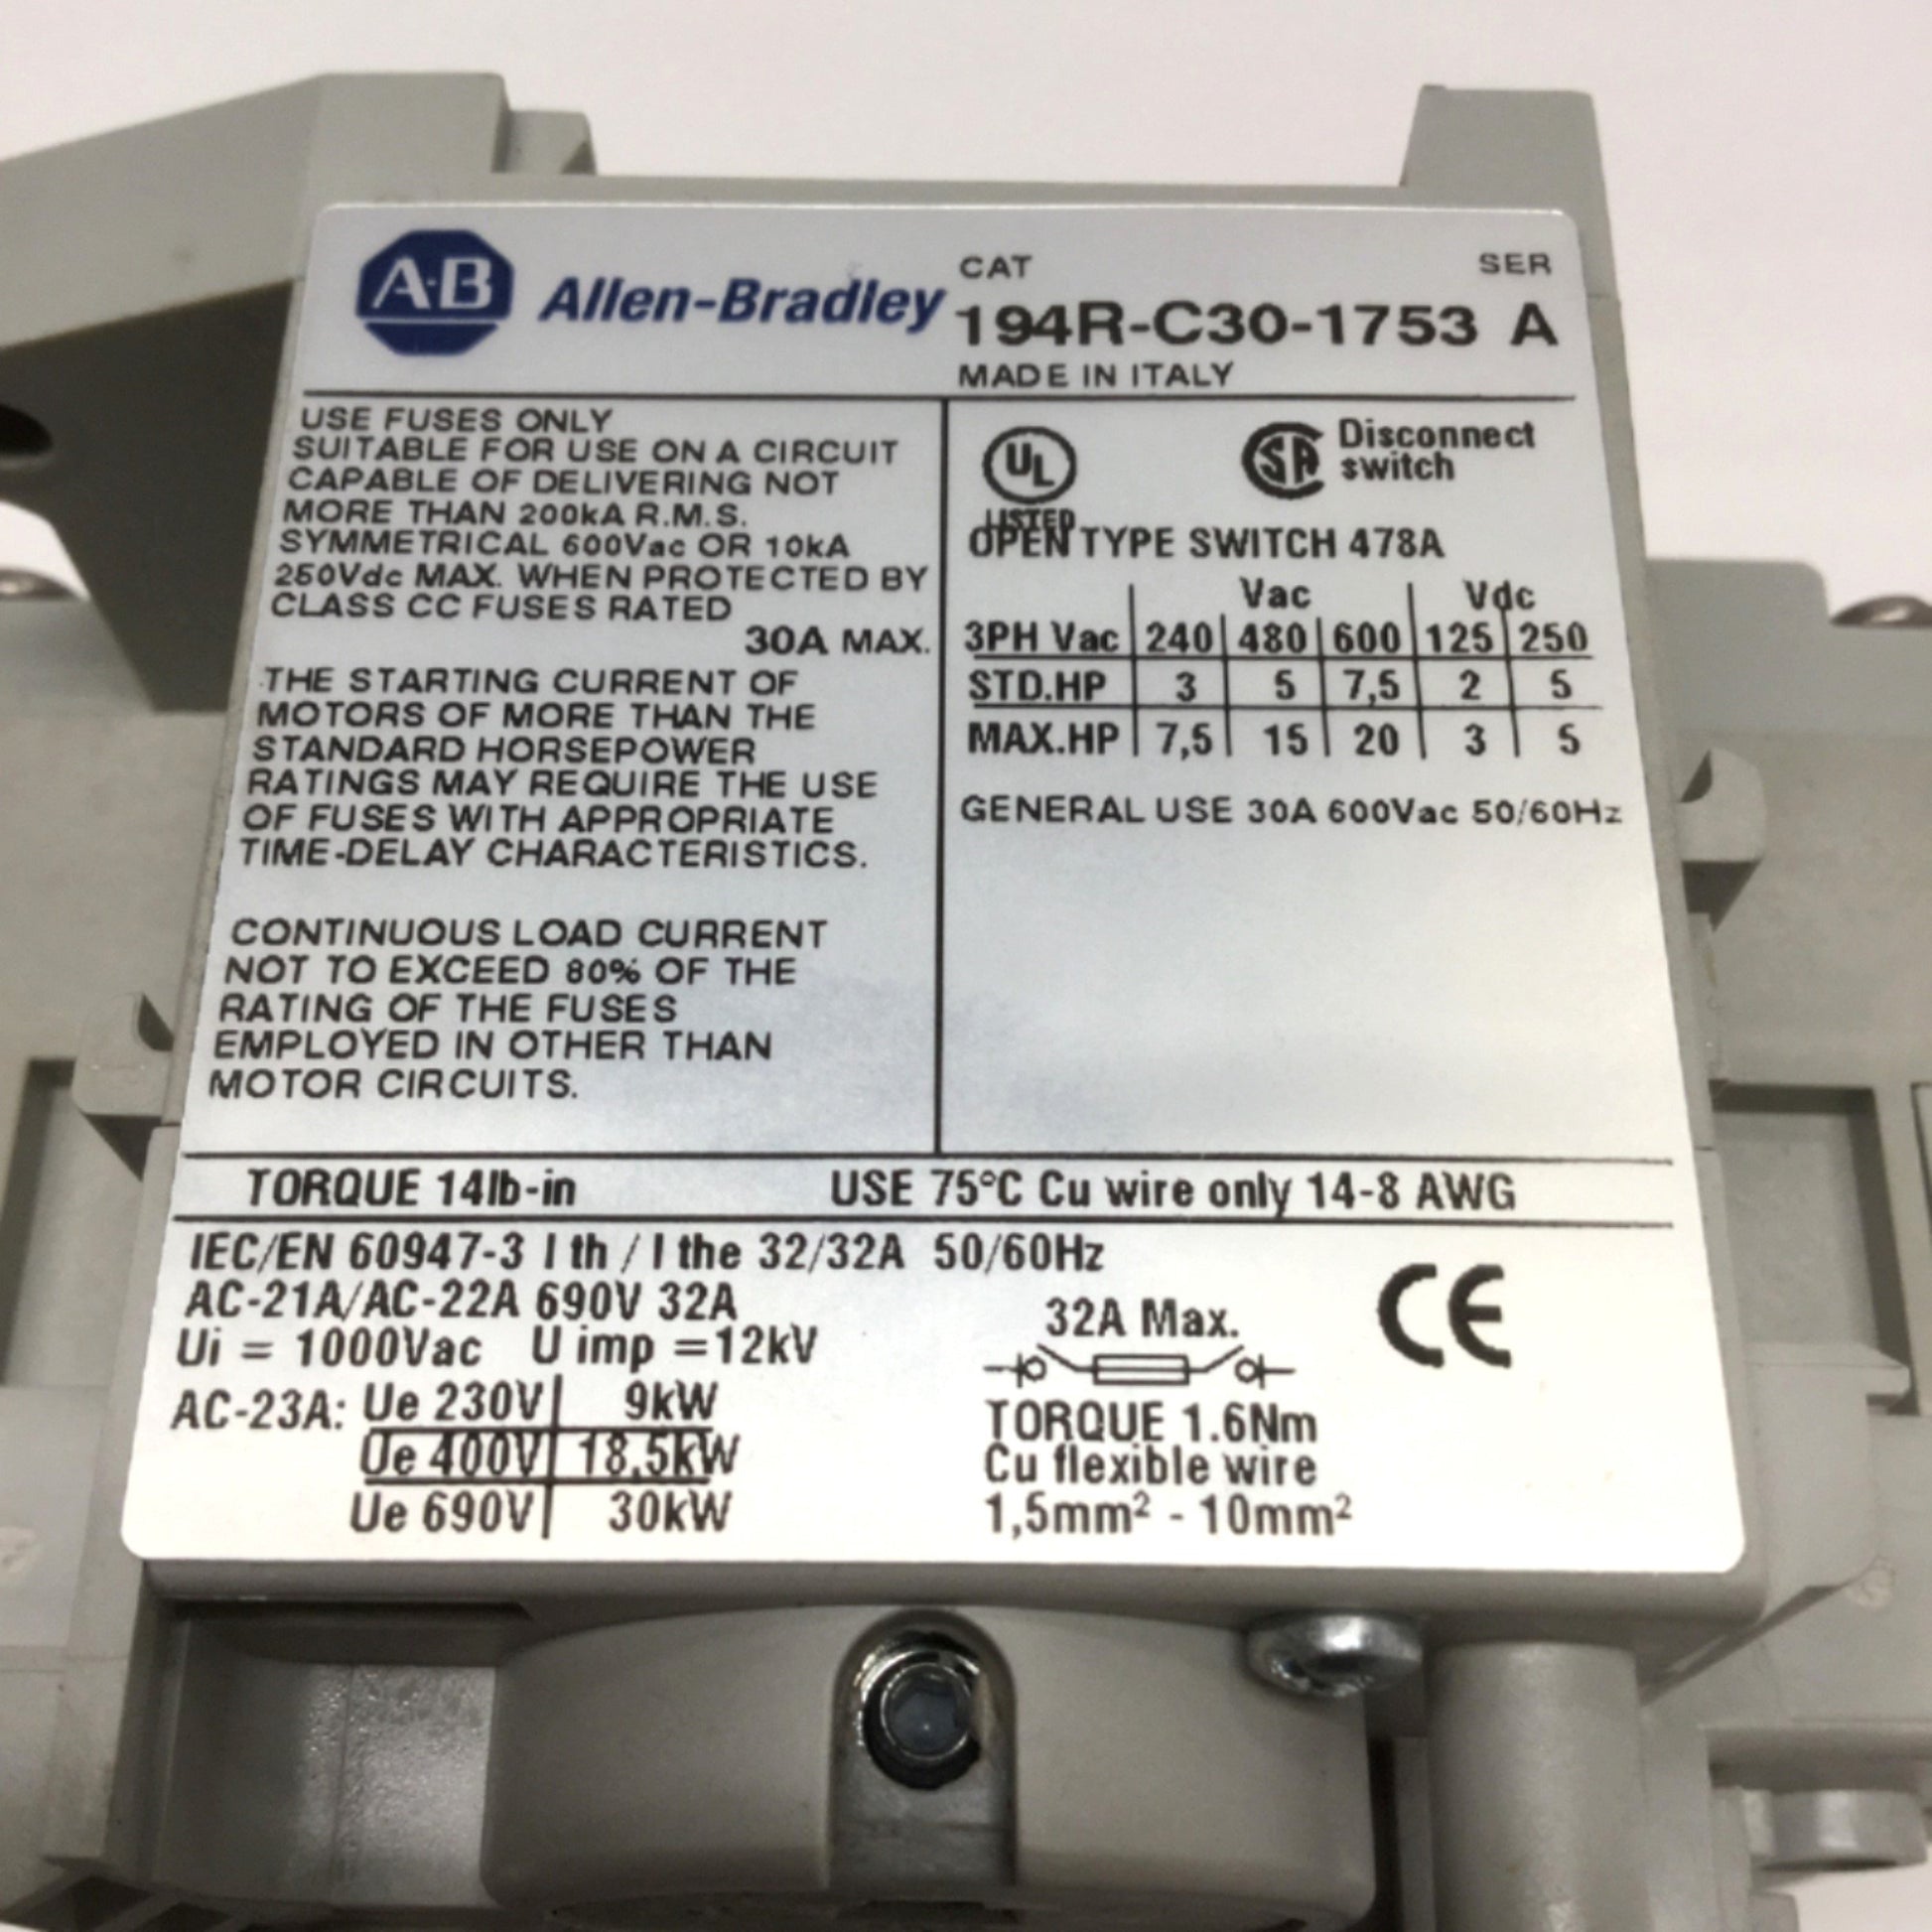 A·B Allen-Bradley
CAT SER
194R-C30-1753 A
MADE IN ITALY
USE FUSES ONLY
SUITABLE FOR USE ON A CIRCUIT
CAPABLE OF DELIVERING NOT
MORE THAN 200kA R.M.S.
SYMMETRICAL 600Vac OR 10kA
250Vdc MAX. WHEN PROTECTED BY
CLASS CC FUSES RATED
30A MAX.
THE STARTING CURRENT OF
MOTORS OF MORE THAN THE
STANDARD HORSEPOWER
RATINGS MAY REQUIRE THE USE
OF FUSES WITH APPROPRIATE
TIME-DELAY CHARACTERISTICS.
CONTINUOUS LOAD CURRENT
NOT TO EXCEED 80% OF THE
RATING OF THE FUSES
EMPLOYED IN OTHER THAN
MOTOR CIRCUITS.
UL
LISTED
SA Disconnect
switch
OPEN TYPE SWITCH 478A
Vac Vdc
3PH Vac 240 480 600 125 250
STD.HP 3 5 7,5 2 5
MAX.HP 7,5 15 20 3 5
GENERAL USE 30A 600Vac 50/60Hz
TORQUE 14lb-in USE 75°C Cu wire only 14-8 AWG
IEC/EN 60947-3 I th / I the 32/32A 50/60Hz
AC-21A/AC-22A 690V 32A
Ui = 1000Vac U imp =12kV
AC-23A: Ue 230V 9kW
Ue 400V 18,5kW
Ue 690V 30kW
32A Max.
TORQUE 1.6Nm
Cu flexible wire
1,5mm² - 10mm²
CE